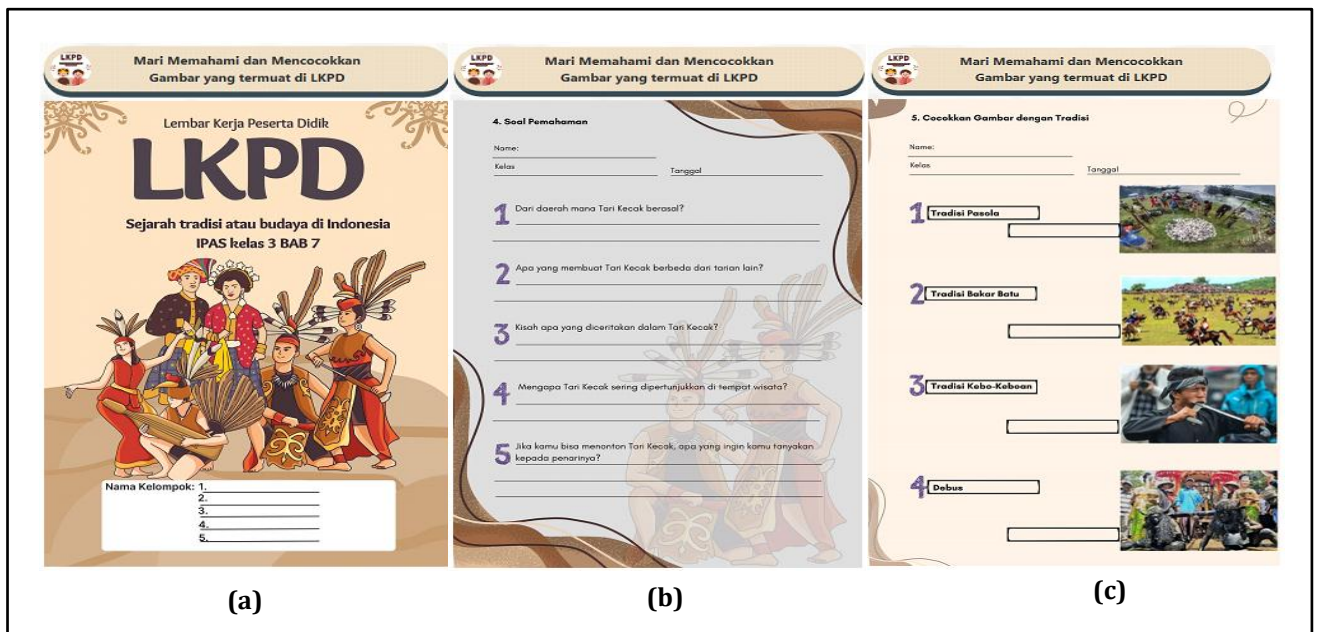 LKPD
Mari Memahami dan Mencocokkan
Gambar yang termuat di LKPD
Lembar Kerja Peserta Didik
LKPD
Sejarah tradisi atau budaya di Indonesia
IPAS kelas 3 BAB 7
Nama Kelompok: 1.
2.
3.
4.
5.
(a)
LKPD
Mari Memahami dan Mencocokkan
Gambar yang termuat di LKPD
4. Soal Pemahaman
Name:
Kelas
Tanggal
1 Dari daerah mana Tari Kecak berasal?
2 Apa yang membuat Tari Kecak berbeda dari tarian lain?
3 Kisah apa yang diceritakan dalam Tari Kecak?
4 Mengapa Tari Kecak sering dipertunjukkan di tempat wisata?
5 Jika kamu bisa menonton Tari Kecak, apa yang ingin kamu tanyakan
kepada penarinya?
(b)
LKPD
Mari Memahami dan Mencocokkan
Gambar yang termuat di LKPD
5. Cocokkan Gambar dengan Tradisi
Name:
Kelas
Tanggal
1 Tradisi Pasola
2 Tradisi Bakar Batu
3 Tradisi Kebo-Keboan
4 Debus
(c)